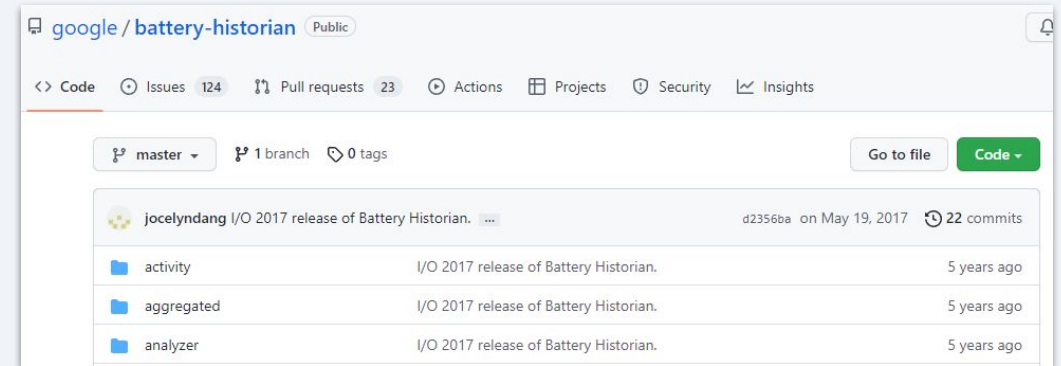 google / battery-historian Public
<> Code Issues 124 Pull requests 23 Actions Projects Security Insights
master 1 branch 0 tags Go to file Code
jocelyndang I/O 2017 release of Battery Historian. ... d2356ba on May 19, 2017 22 commits
activity I/O 2017 release of Battery Historian. 5 years ago
aggregated I/O 2017 release of Battery Historian. 5 years ago
analyzer I/O 2017 release of Battery Historian. 5 years ago